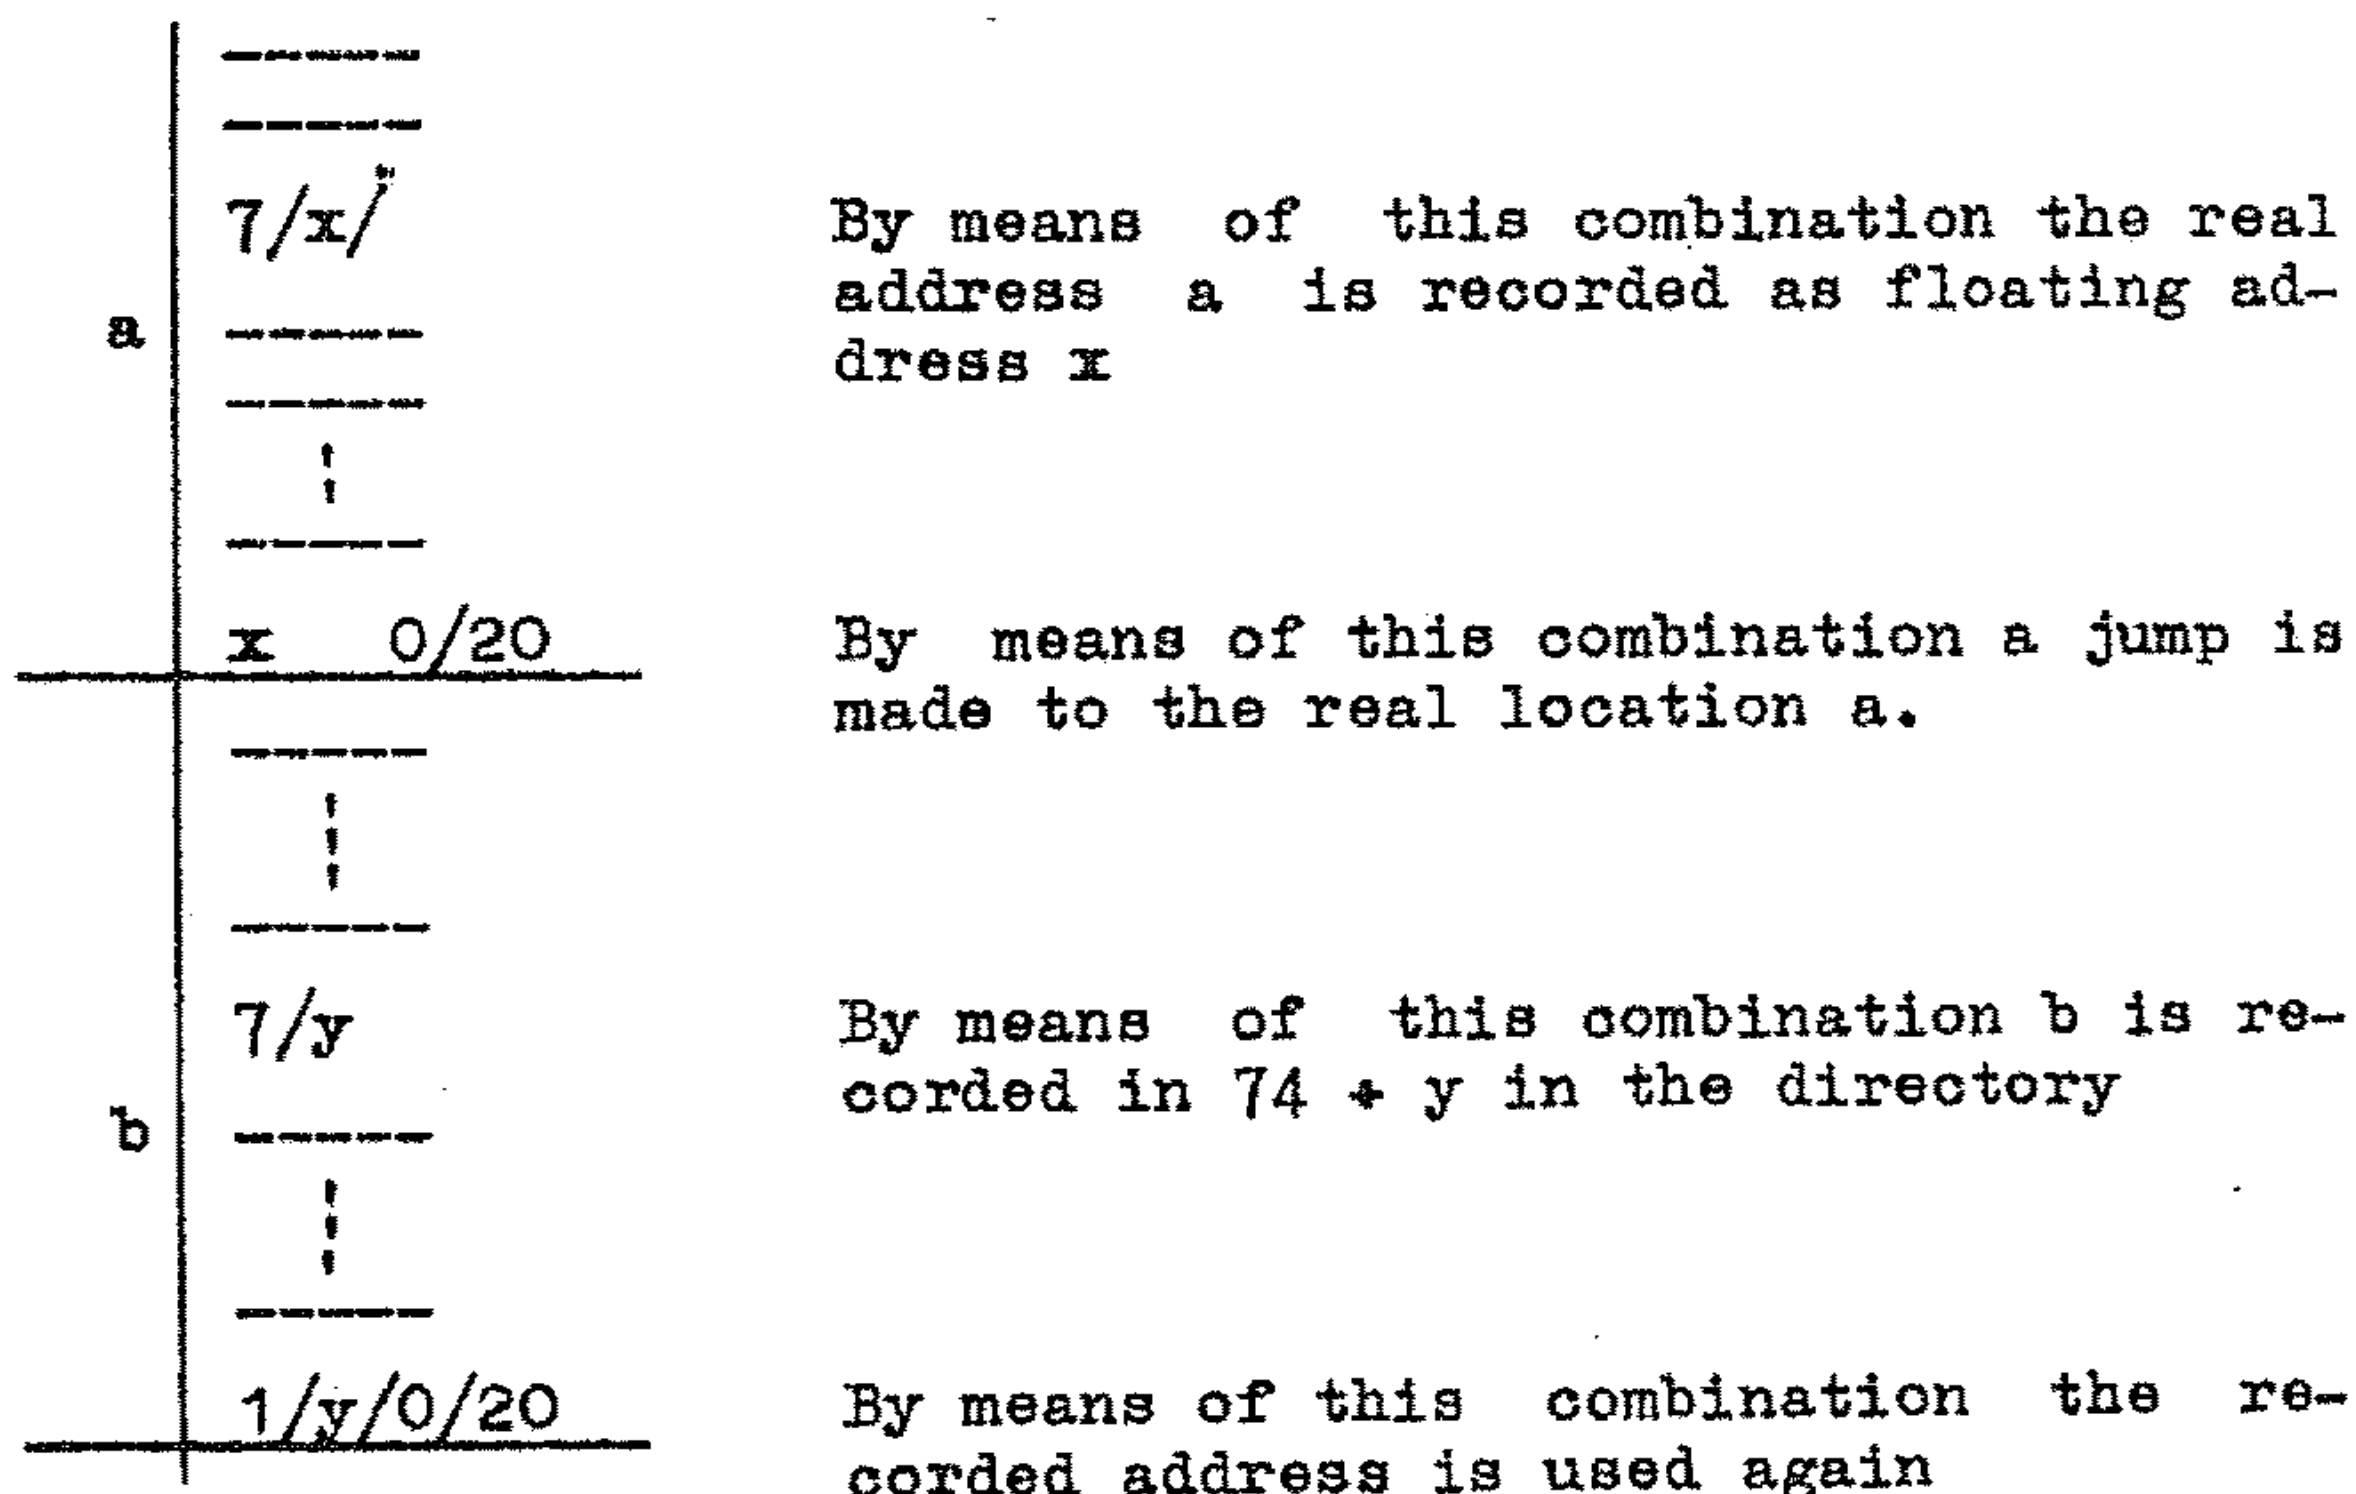 7/x/ By means of this combination the real
address a is recorded as floating ad-
a
dress x
x 0/20 By means of this combination a jump is
made to the real location a.
7/y By means of this combination b is re-
corded in 74 + y in the directory
b
1/y/0/20 By means of this combination the re-
corded address is used again